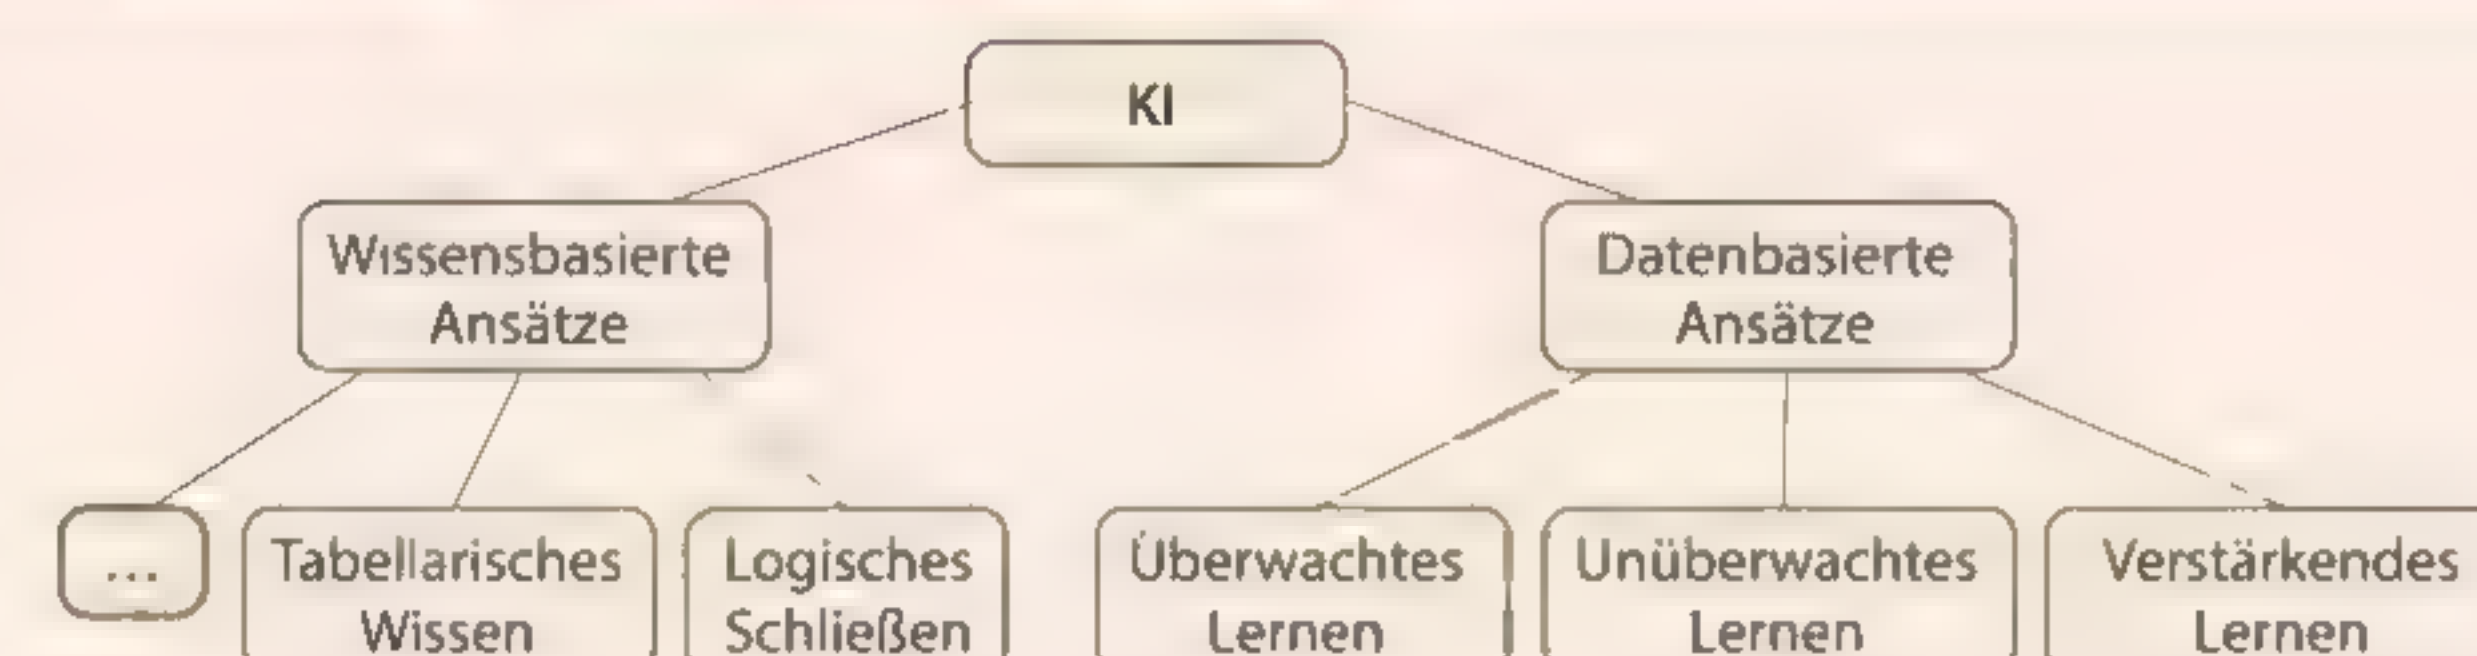 KI
Wissensbasierte
Ansätze
Datenbasierte
Ansätze
...
Tabellarisches
Wissen
Logisches
Schließen
Überwachtes
Lernen
Unüberwachtes
Lernen
Verstärkendes
Lernen